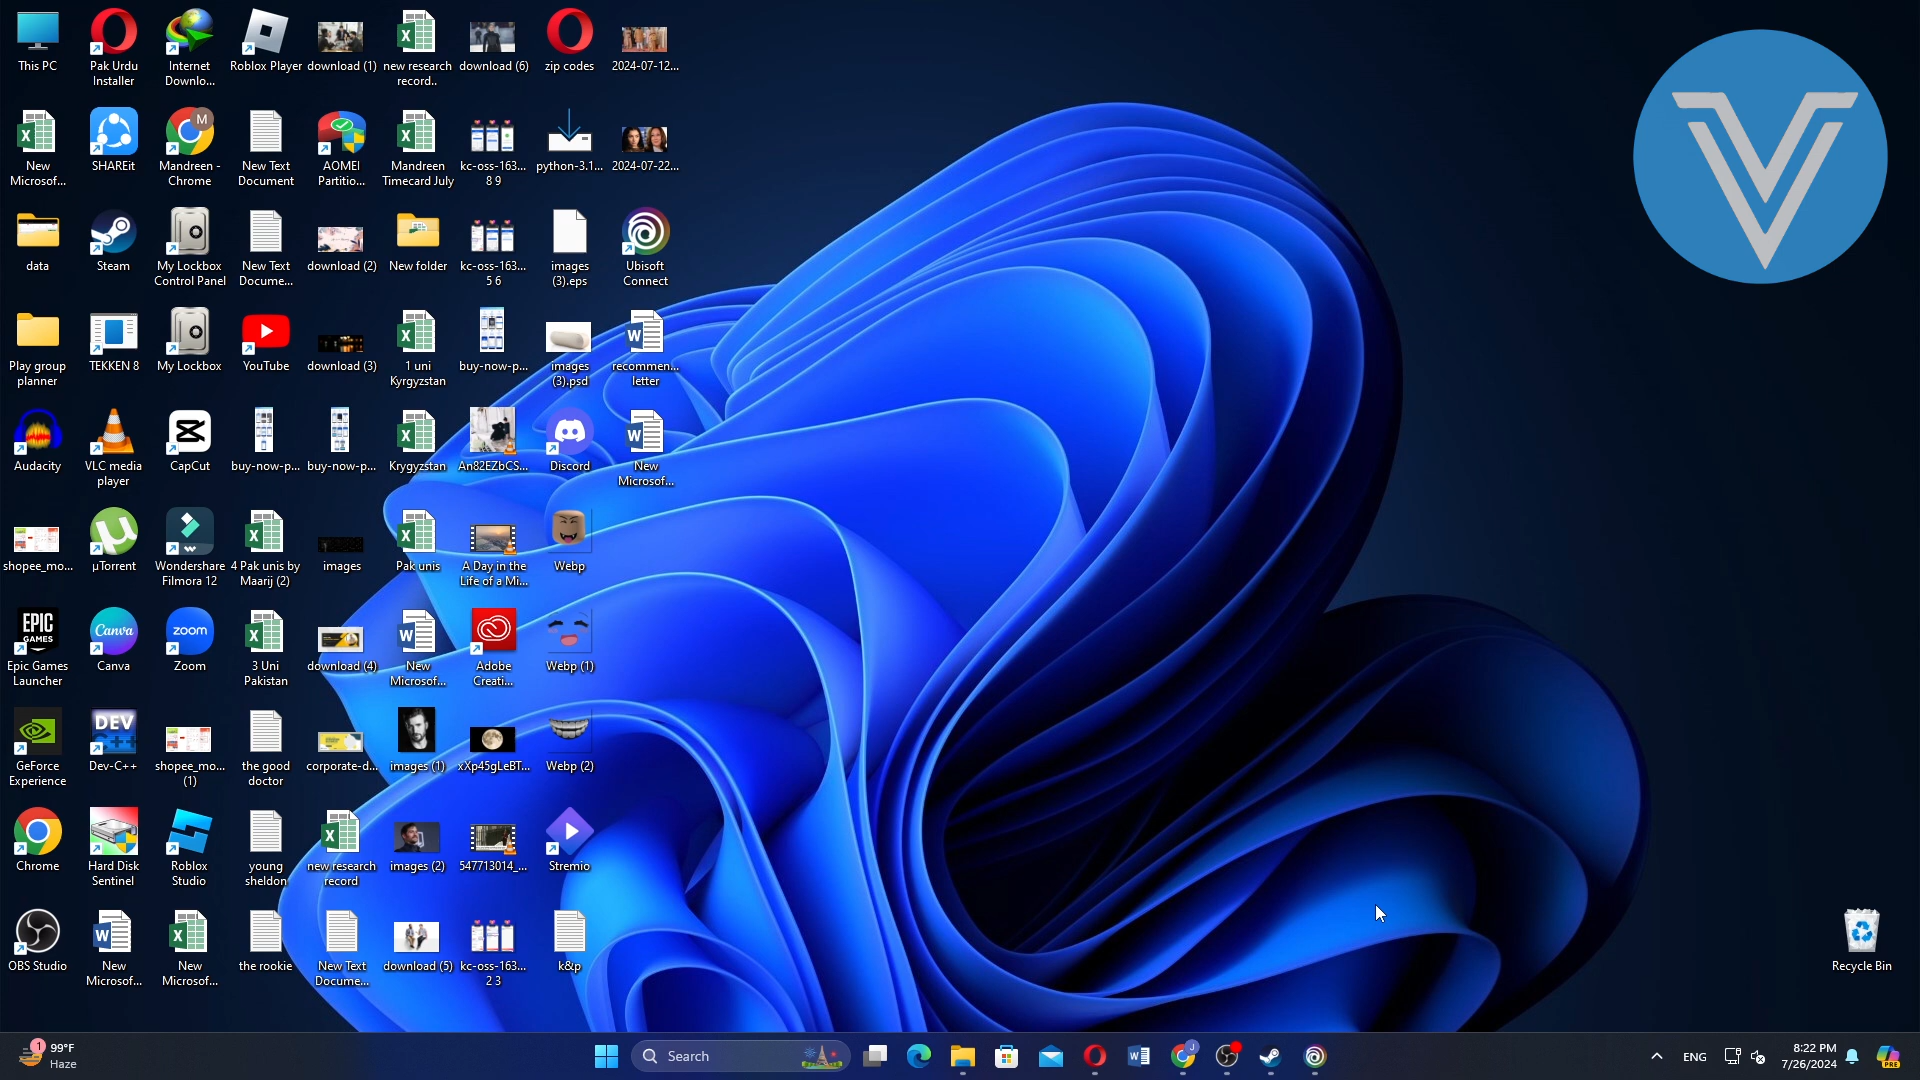 This PC
Pak Urdu
Installer
Internet
Downlo...
Roblox Player
download (1)
new research
record..
download (6)
zip codes
2024-07-12...
New
Microsof...
SHAREit
Mandreen -
Chrome
New Text
Document
AOMEI
Partitio...
Mandreen
Timecard July
kc-oss-163...
8 9
python-3.1...
2024-07-22...
data
Steam
My Lockbox
Control Panel
New Text
Docume...
download (2)
New folder
kc-oss-163...
5 6
images
(3).eps
Ubisoft
Connect
Play group
planner
TEKKEN 8
My Lockbox
YouTube
download (3)
1 uni
Kyrgyzstan
buy-now-p...
images
(3).psd
recommen...
letter
Audacity
VLC media
player
CapCut
buy-now-p...
buy-now-p...
Krygyzstan
An82EZbCS...
Discord
New
Microsof...
shopee_mo...
µTorrent
Wondershare
Filmora 12
4 Pak unis by
Maarij (2)
images
Pak unis
A Day in the
Life of a Mi...
Webp
EPIC
GAMES
Epic Games
Launcher
Canva
Canva
zoom
Zoom
3 Uni
Pakistan
download (4)
New
Microsof...
Adobe
Creati...
Webp (1)
GeForce
Experience
DEV
C++
Dev-C++
shopee_mo...
(1)
the good
doctor
corporate-d...
images (1)
xXp45gLeBT...
Webp (2)
Chrome
Hard Disk
Sentinel
Roblox
Studio
young
sheldon
new research
record
images (2)
547713014_...
Stremio
OBS Studio
New
Microsof...
New
Microsof...
the rookie
New Text
Docume...
download (5)
kc-oss-163...
2 3
k&p
Recycle Bin
1
99°F
Haze
Search
ENG
8:22 PM
7/26/2024
PRE